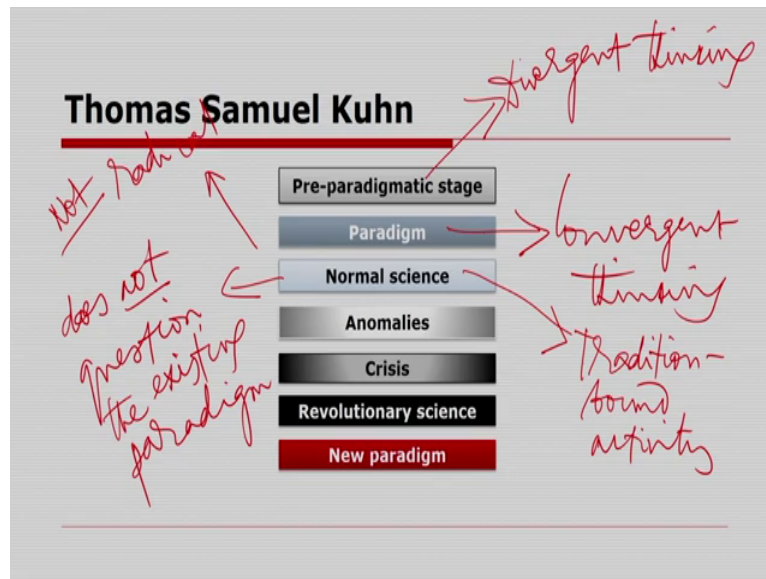 Thomas Samuel Kuhn
Divergent thinking
Not radical
Pre-paradigmatic stage
Paradigm
Convergent
thinking
Normal science
does not
question
the existing
paradigm
Tradition-
bound
activity
Anomalies
Crisis
Revolutionary science
New paradigm